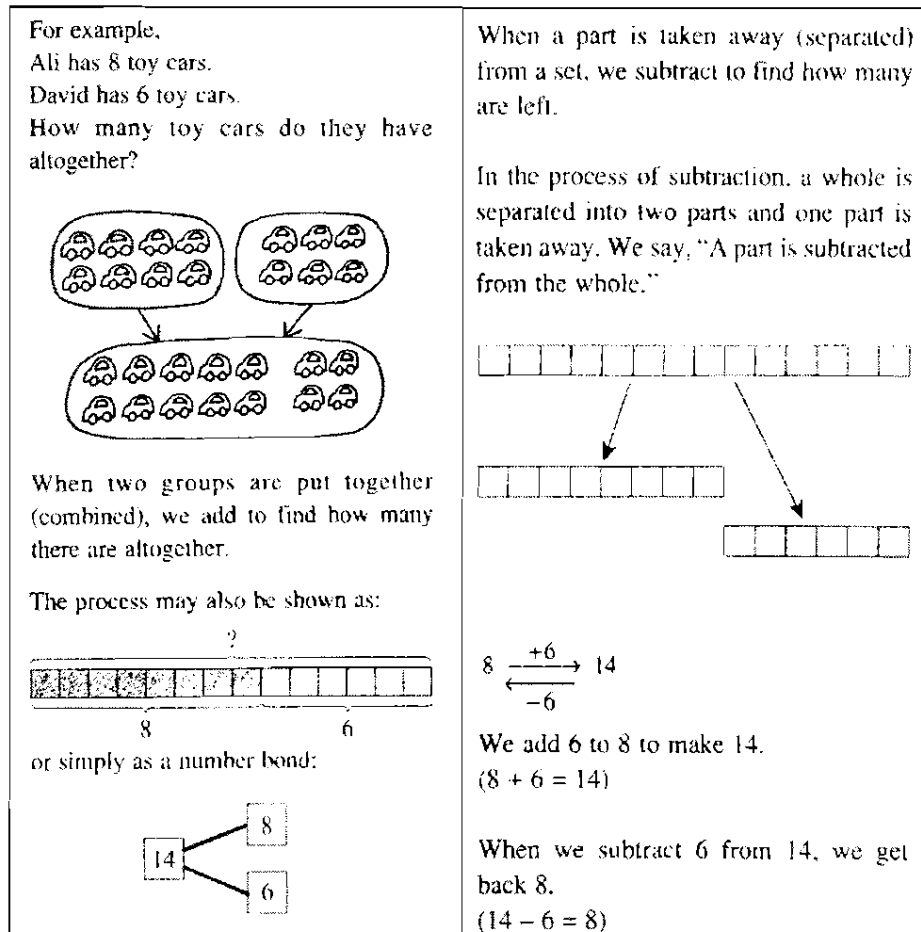 For example,
Ali has 8 toy cars.
David has 6 toy cars.
How many toy cars do they have
altogether?
When two groups are put together
(combined), we add to find how many
there are altogether.
The process may also be shown as:
?
8 6
or simply as a number bond:
8
14
6
When a part is taken away (separated)
from a set, we subtract to find how many
are left.
In the process of subtraction, a whole is
separated into two parts and one part is
taken away. We say, “A part is subtracted
from the whole.”
+6
8 14
−6
We add 6 to 8 to make 14.
(8 + 6 = 14)
When we subtract 6 from 14, we get
back 8.
(14 − 6 = 8)